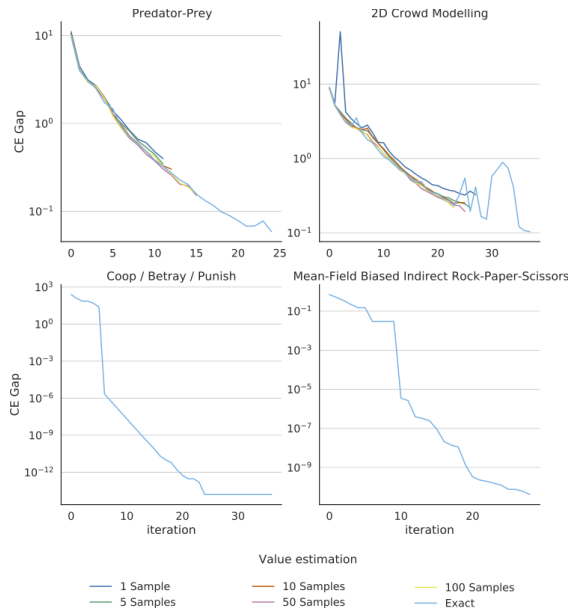 Predator-Prey
10¹
10⁰
10⁻¹
CE Gap
0 5 10 15 20 25
2D Crowd Modelling
10¹
10⁰
10⁻¹
0 10 20 30
Coop / Betray / Punish
10³
10⁰
10⁻³
10⁻⁶
10⁻⁹
10⁻¹²
CE Gap
0 10 20 30
iteration
Mean-Field Biased Indirect Rock-Paper-Scissors
10⁻¹
10⁻³
10⁻⁵
10⁻⁷
10⁻⁹
0 10 20
iteration
Value estimation
1 Sample
5 Samples
10 Samples
50 Samples
100 Samples
Exact